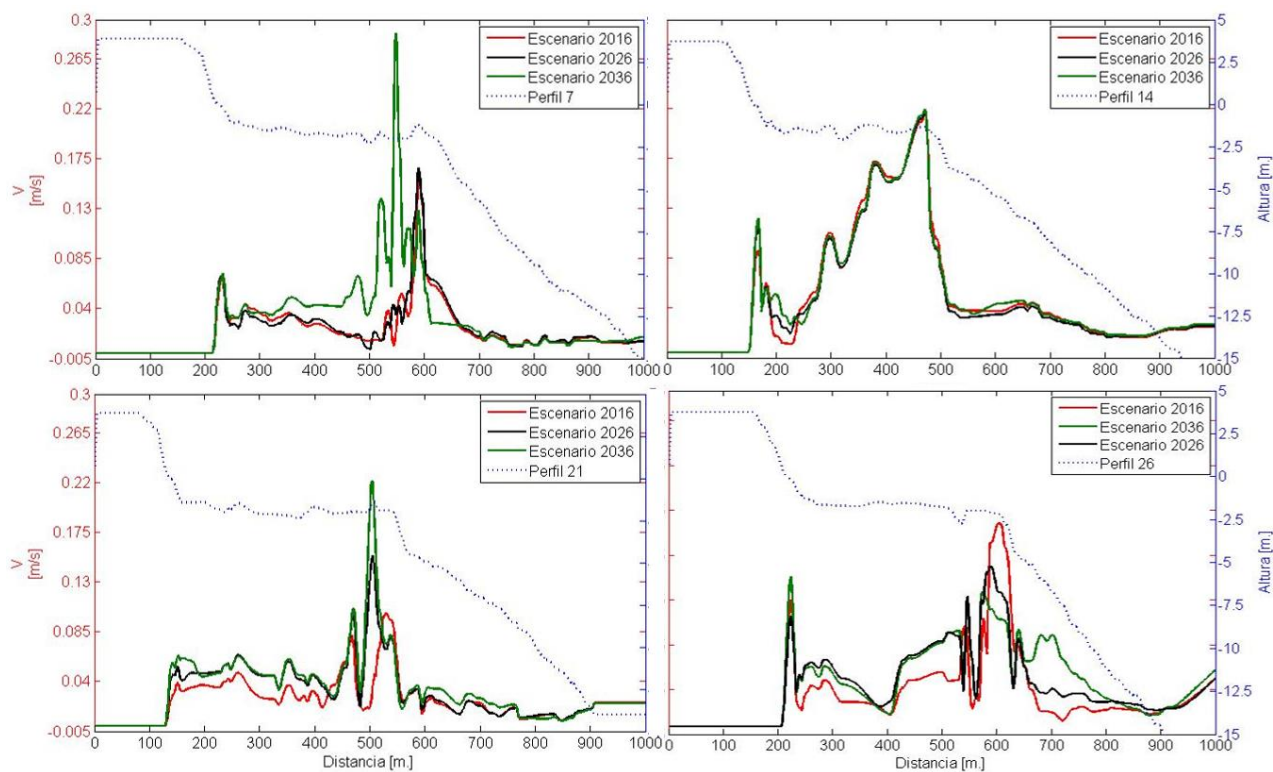 0.3
0.265
0.22
0.175
0.13
0.085
0.04
-0.005
V
[m/s]
Escenario 2016
Escenario 2026
Escenario 2036
Perfil 7
0 100 200 300 400 500 600 700 800 900 1000
Escenario 2016
Escenario 2026
Escenario 2036
Perfil 14
5
2.5
0
-2.5
-5
-7.5
-10
-12.5
-15
Altura [m.]
0 100 200 300 400 500 600 700 800 900 1000
0.3
0.265
0.22
0.175
0.13
0.085
0.04
-0.005
V
[m/s]
Escenario 2016
Escenario 2026
Escenario 2036
Perfil 21
0 100 200 300 400 500 600 700 800 900 1000
Distancia [m.]
Escenario 2016
Escenario 2036
Escenario 2026
Perfil 26
5
2.5
0
-2.5
-5
-7.5
-10
-12.5
-15
Altura [m.]
0 100 200 300 400 500 600 700 800 900 1000
Distancia [m.]